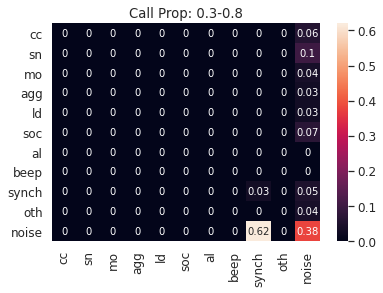 Call Prop: 0.3-0.8
cc 0 0 0 0 0 0 0 0 0 0 0.06
sn 0 0 0 0 0 0 0 0 0 0 0.1
mo 0 0 0 0 0 0 0 0 0 0 0.04
agg 0 0 0 0 0 0 0 0 0 0 0.03
ld 0 0 0 0 0 0 0 0 0 0 0.03
soc 0 0 0 0 0 0 0 0 0 0 0.07
al 0 0 0 0 0 0 0 0 0 0 0
beep 0 0 0 0 0 0 0 0 0 0 0
synch 0 0 0 0 0 0 0 0 0.03 0 0.05
oth 0 0 0 0 0 0 0 0 0 0 0.04
noise 0 0 0 0 0 0 0 0 0.62 0 0.38
cc sn mo agg ld soc al beep synch oth noise
0.6
0.5
0.4
0.3
0.2
0.1
0.0